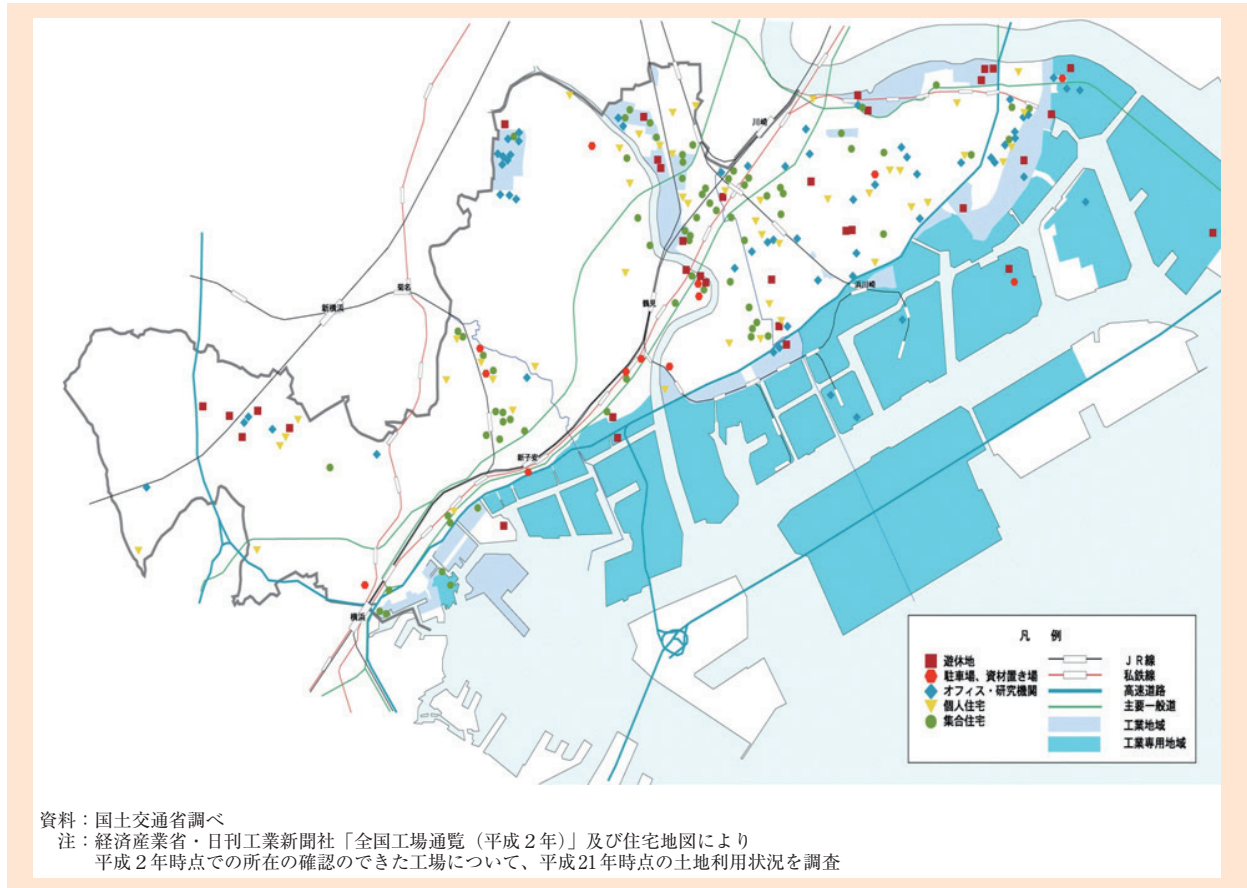 川崎
菊名
新横浜
鶴見
浜川崎
新子安
横浜
凡 例
遊休地
駐車場、資材置き場
オフィス・研究機関
個人住宅
集合住宅
JR線
私鉄線
高速道路
主要一般道
工業地域
工業専用地域
資料：国土交通省調べ
注：経済産業省・日刊工業新聞社「全国工場通覧（平成２年）」及び住宅地図により
平成２年時点での所在の確認のできた工場について、平成21年時点の土地利用状況を調査